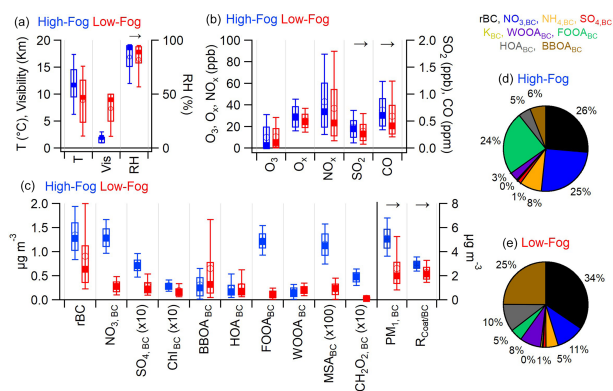 (a) High-Fog Low-Fog
T (°C), Visibility (Km)
20
15
10
5
0
100
50
0
RH (%)
T
Vis
RH
(b) High-Fog Low-Fog
O3, Ox, NOX (ppb)
100
80
60
40
20
0
2.0
1.5
1.0
0.5
0.0
SO2 (ppb), CO (ppm)
O3
Ox
NOx
SO2
CO
rBC, NO3,BC, NH4,BC, SO4,BC
KBC, WOOABC, FOOABC
HOABC, BBOABC
(d) High-Fog
26%
25%
8%
1%
0%
3%
24%
5%
6%
(c) High-Fog Low-Fog
µg m-3
2.0
1.5
1.0
0.5
0.0
8
6
4
2
0
µg m-3
rBC
NO3,BC
SO4,BC (x10)
Chl,BC (x10)
BBOABC
HOABC
FOOABC
WOOABC
MSABC (x100)
CH2O2,BC (x10)
PM1,BC
RCoat/BC
(e) Low-Fog
34%
11%
5%
1%
0%
8%
5%
10%
25%